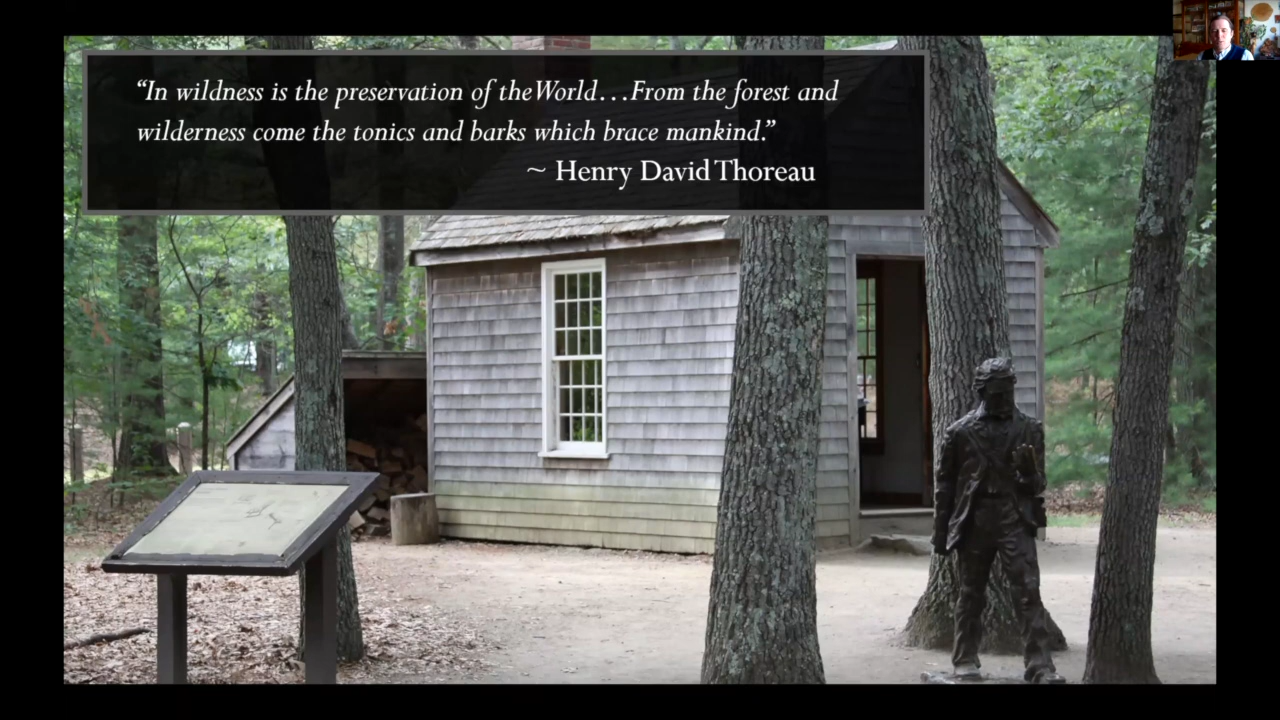 “In wildness is the preservation of the World…From the forest and
wilderness come the tonics and barks which brace mankind.”
~ Henry David Thoreau